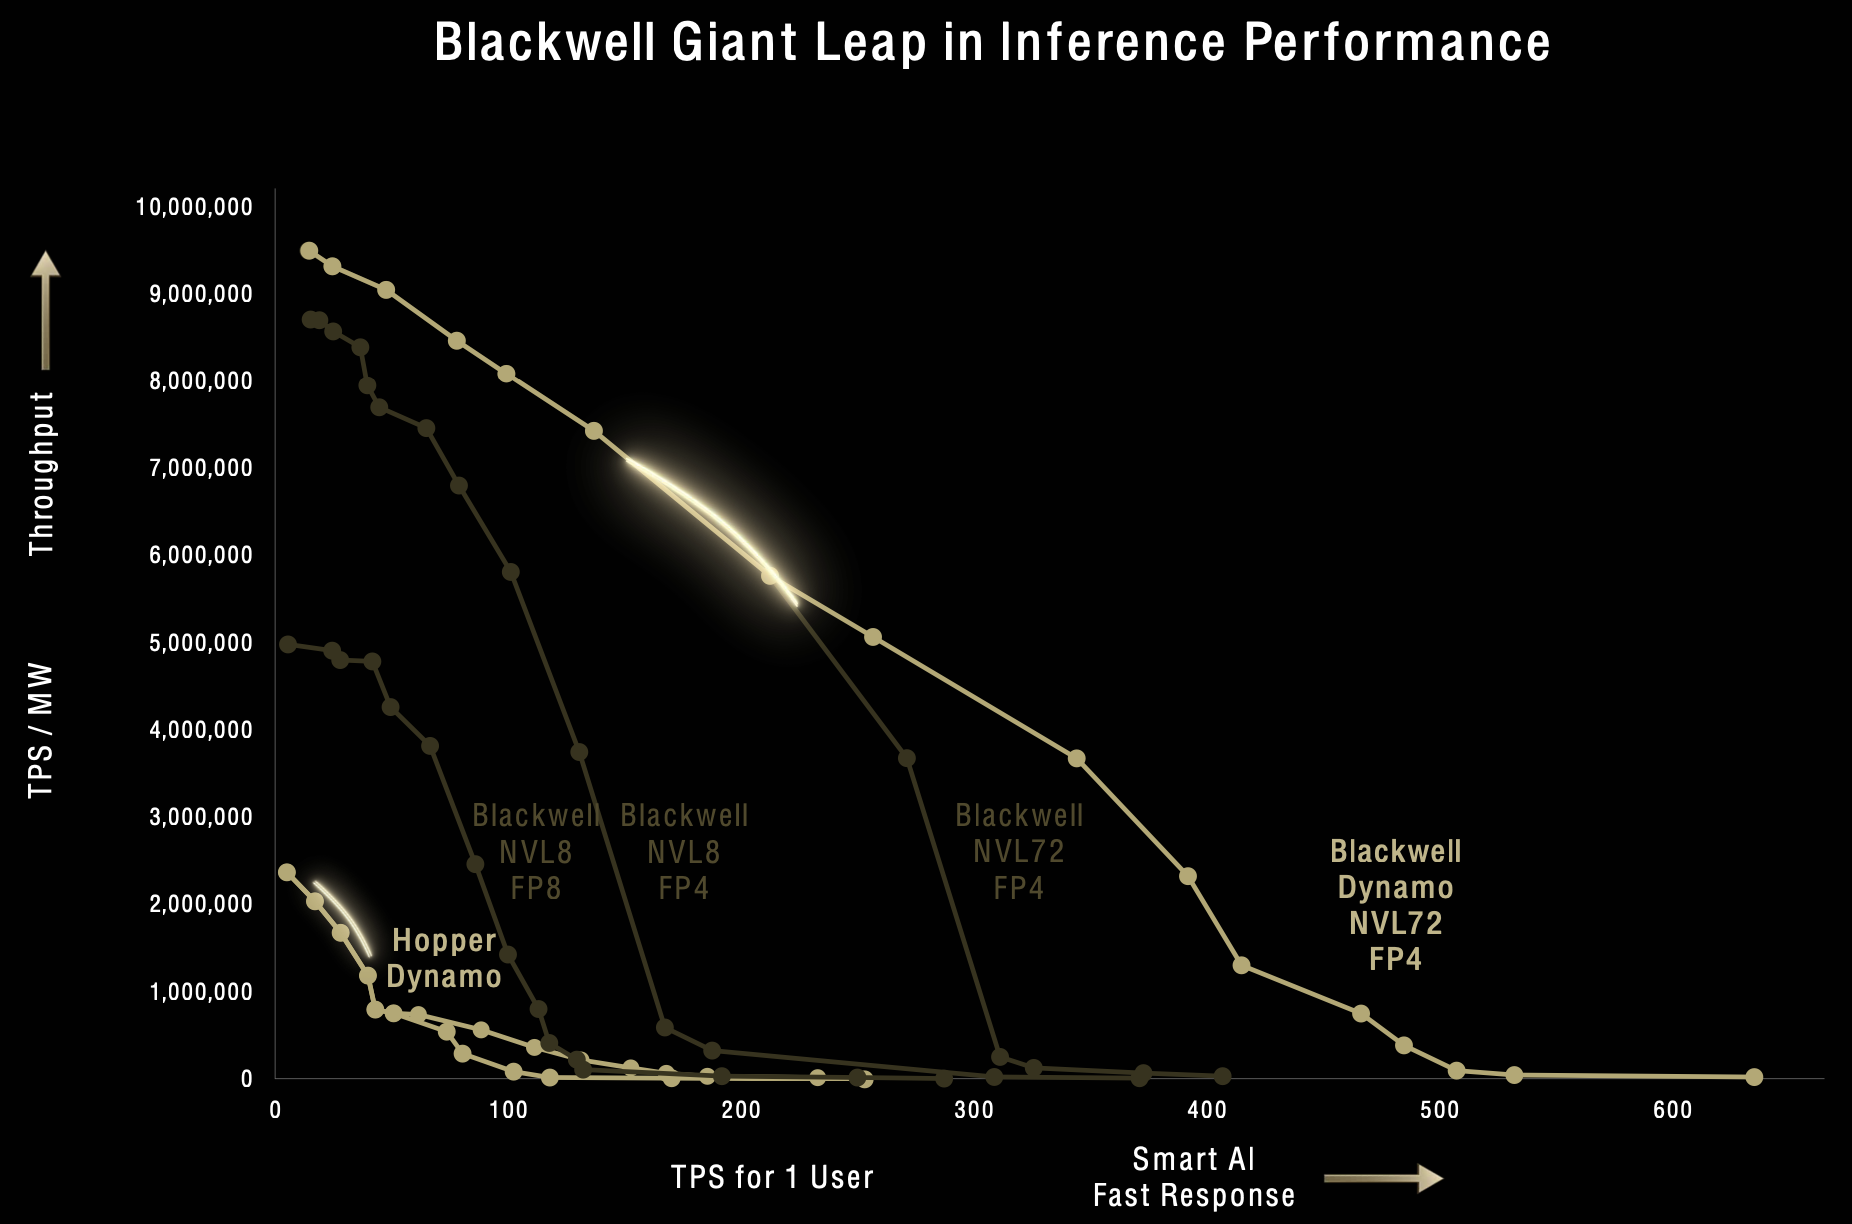 Blackwell Giant Leap in Inference Performance
10,000,000
9,000,000
8,000,000
7,000,000
6,000,000
5,000,000
4,000,000
3,000,000
2,000,000
1,000,000
0
Throughput
TPS / MW
Blackwell
NVL8
FP8
Blackwell
NVL8
FP4
Blackwell
NVL72
FP4
Blackwell
Dynamo
NVL72
FP4
Hopper
Dynamo
0 100 200 300 400 500 600
TPS for 1 User
Smart AI
Fast Response